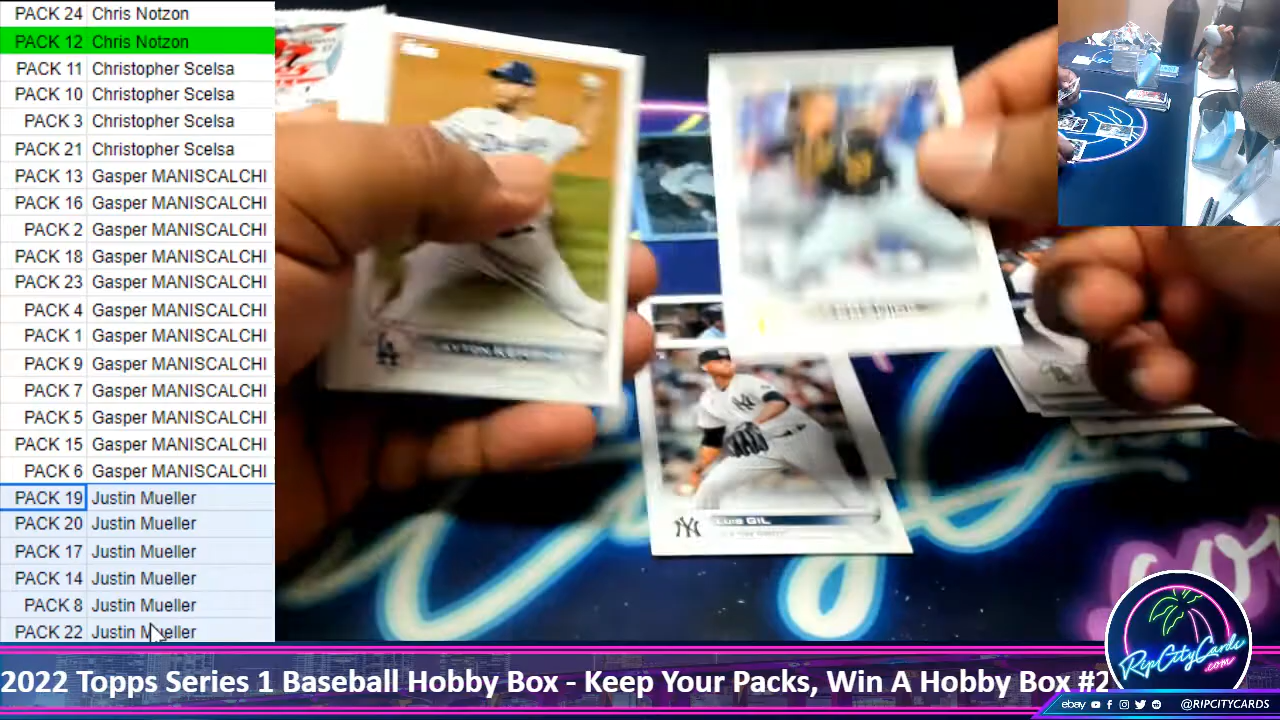 PACK 24 Chris Notzon
PACK 12 Chris Notzon
PACK 11 Christopher Scelsa
PACK 10 Christopher Scelsa
PACK 3 Christopher Scelsa
PACK 21 Christopher Scelsa
PACK 13 Gasper MANISCALCHI
PACK 16 Gasper MANISCALCHI
PACK 2 Gasper MANISCALCHI
PACK 18 Gasper MANISCALCHI
PACK 23 Gasper MANISCALCHI
PACK 4 Gasper MANISCALCHI
PACK 1 Gasper MANISCALCHI
PACK 9 Gasper MANISCALCHI
PACK 7 Gasper MANISCALCHI
PACK 5 Gasper MANISCALCHI
PACK 15 Gasper MANISCALCHI
PACK 6 Gasper MANISCALCHI
PACK 19 Justin Mueller
PACK 20 Justin Mueller
PACK 17 Justin Mueller
PACK 14 Justin Mueller
PACK 8 Justin Mueller
PACK 22 Justin Mueller
LA
NY
LUIS GIL
NY
2022 Topps Series 1 Baseball Hobby Box - Keep Your Packs, Win A Hobby Box #2
RipCityCards
.com
ebay @RIPCITYCARDS